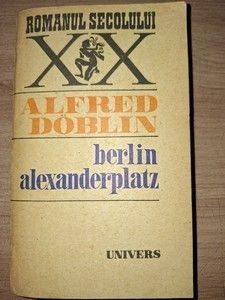 ROMANUL SECOLULUI
XX
ALFRED
DÖBLIN
berlin
alexanderplatz
UNIVERS